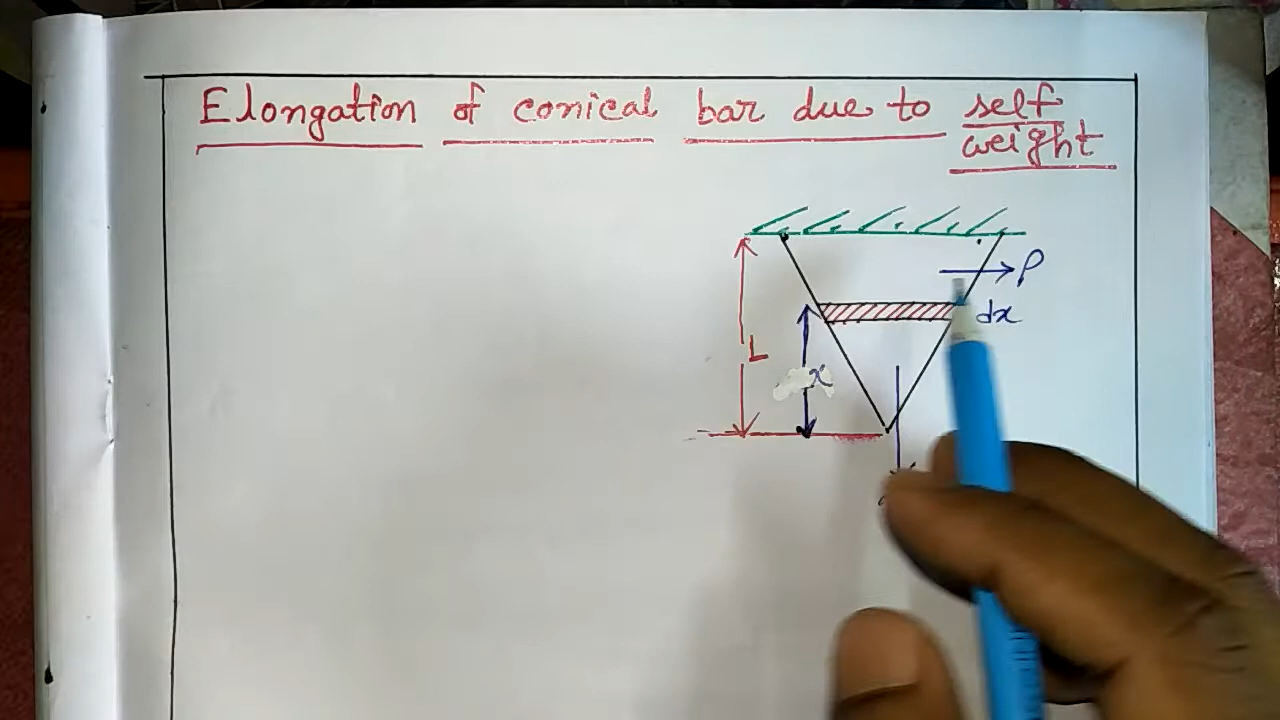 Elongation of conical bar due to self
weight
ρ
dx
L
x